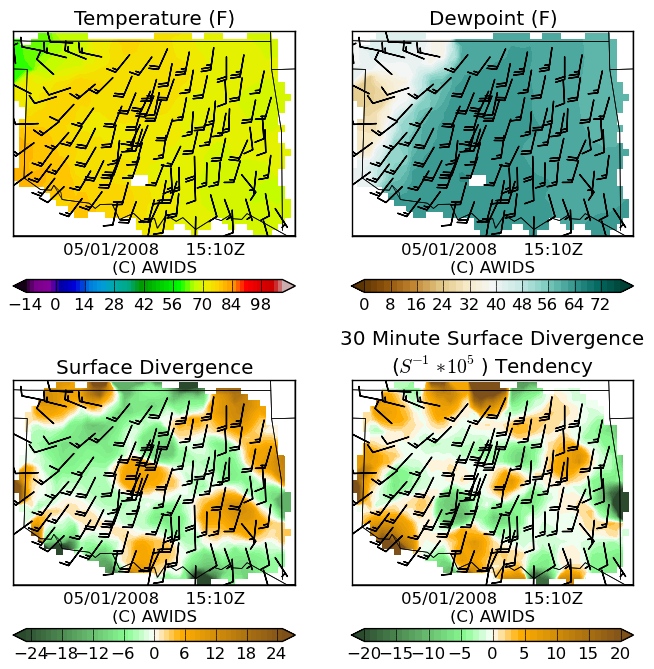 Temperature (F)
Dewpoint (F)
05/01/2008 15:10Z
(C) AWIDS
−14 0 14 28 42 56 70 84 98
05/01/2008 15:10Z
(C) AWIDS
0 8 16 24 32 40 48 56 64 72
Surface Divergence
30 Minute Surface Divergence
(S⁻¹ *10⁵ ) Tendency
05/01/2008 15:10Z
(C) AWIDS
−24 −18 −12 −6 0 6 12 18 24
05/01/2008 15:10Z
(C) AWIDS
−20 −15 −10 −5 0 5 10 15 20